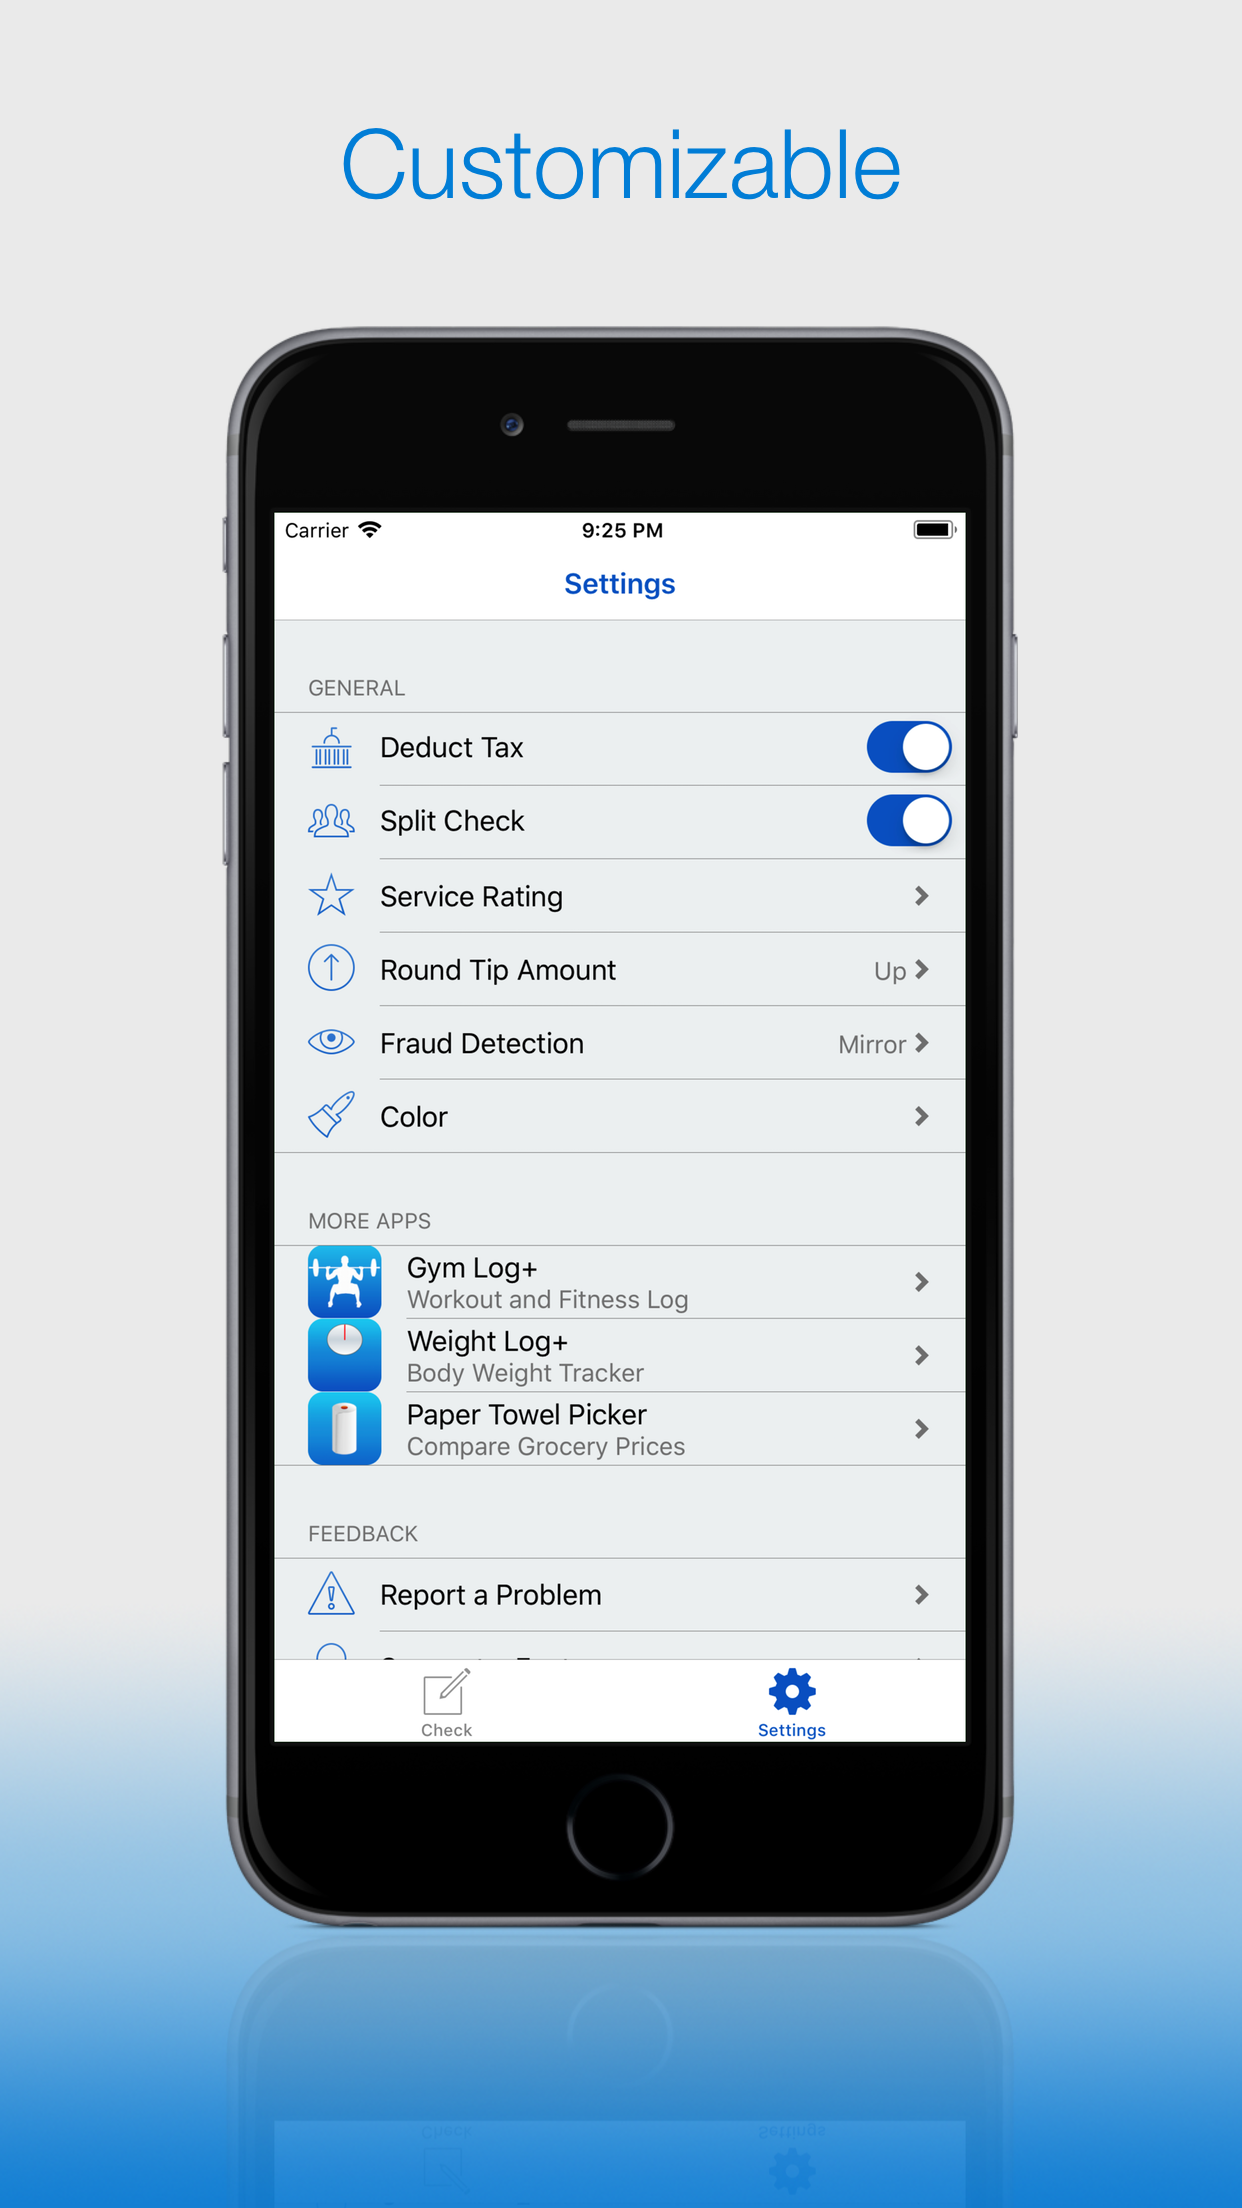 Customizable
Carrier 9:25 PM
Settings
GENERAL
Deduct Tax
Split Check
Service Rating
Round Tip Amount Up
Fraud Detection Mirror
Color
MORE APPS
Gym Log+
Workout and Fitness Log
Weight Log+
Body Weight Tracker
Paper Towel Picker
Compare Grocery Prices
FEEDBACK
Report a Problem
Check Settings